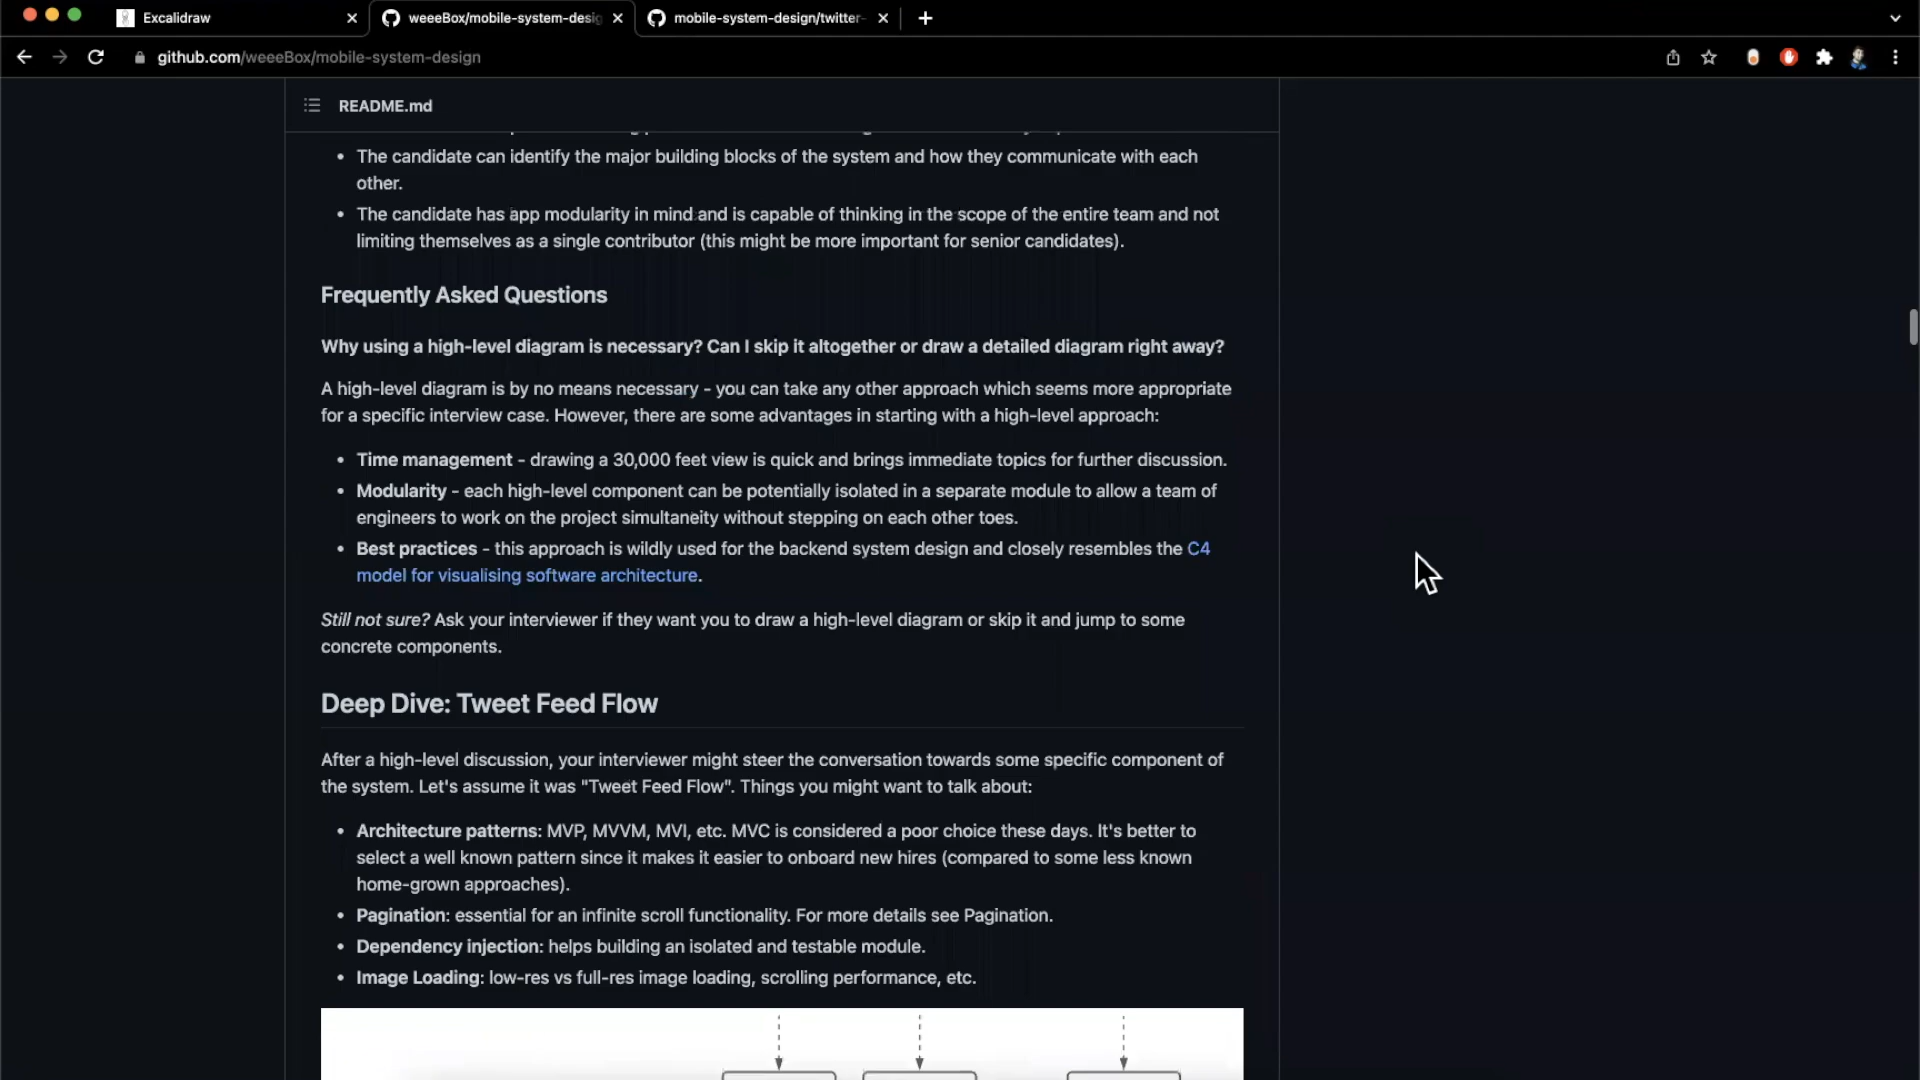 Excalidraw
weeeBox/mobile-system-desig
mobile-system-design/twitter-
github.com/weeeBox/mobile-system-design
README.md
The candidate can identify the major building blocks of the system and how they communicate with each
other.
The candidate has app modularity in mind and is capable of thinking in the scope of the entire team and not
limiting themselves as a single contributor (this might be more important for senior candidates).
Frequently Asked Questions
Why using a high-level diagram is necessary? Can I skip it altogether or draw a detailed diagram right away?
A high-level diagram is by no means necessary - you can take any other approach which seems more appropriate
for a specific interview case. However, there are some advantages in starting with a high-level approach:
Time management - drawing a 30,000 feet view is quick and brings immediate topics for further discussion.
Modularity - each high-level component can be potentially isolated in a separate module to allow a team of
engineers to work on the project simultaneity without stepping on each other toes.
Best practices - this approach is wildly used for the backend system design and closely resembles the C4
model for visualising software architecture.
Still not sure? Ask your interviewer if they want you to draw a high-level diagram or skip it and jump to some
concrete components.
Deep Dive: Tweet Feed Flow
After a high-level discussion, your interviewer might steer the conversation towards some specific component of
the system. Let's assume it was "Tweet Feed Flow". Things you might want to talk about:
Architecture patterns: MVP, MVVM, MVI, etc. MVC is considered a poor choice these days. It's better to
select a well known pattern since it makes it easier to onboard new hires (compared to some less known
home-grown approaches).
Pagination: essential for an infinite scroll functionality. For more details see Pagination.
Dependency injection: helps building an isolated and testable module.
Image Loading: low-res vs full-res image loading, scrolling performance, etc.